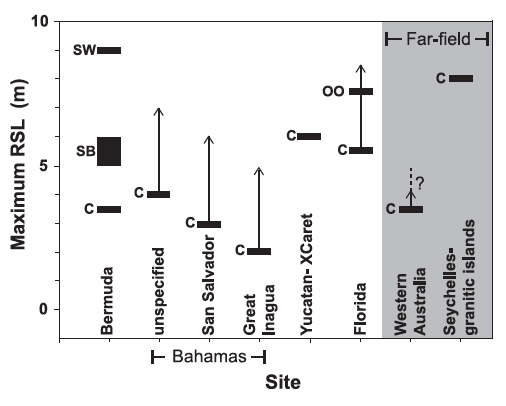 10
Far-field
SW
C
OO
Maximum RSL (m)
C
SB
C
5
C
?
C
C
C
C
0
Bermuda
unspecified
San Salvador
Great
Inagua
Yucatan- XCaret
Florida
Western
Australia
Seychelles-
granitic islands
Bahamas
Site